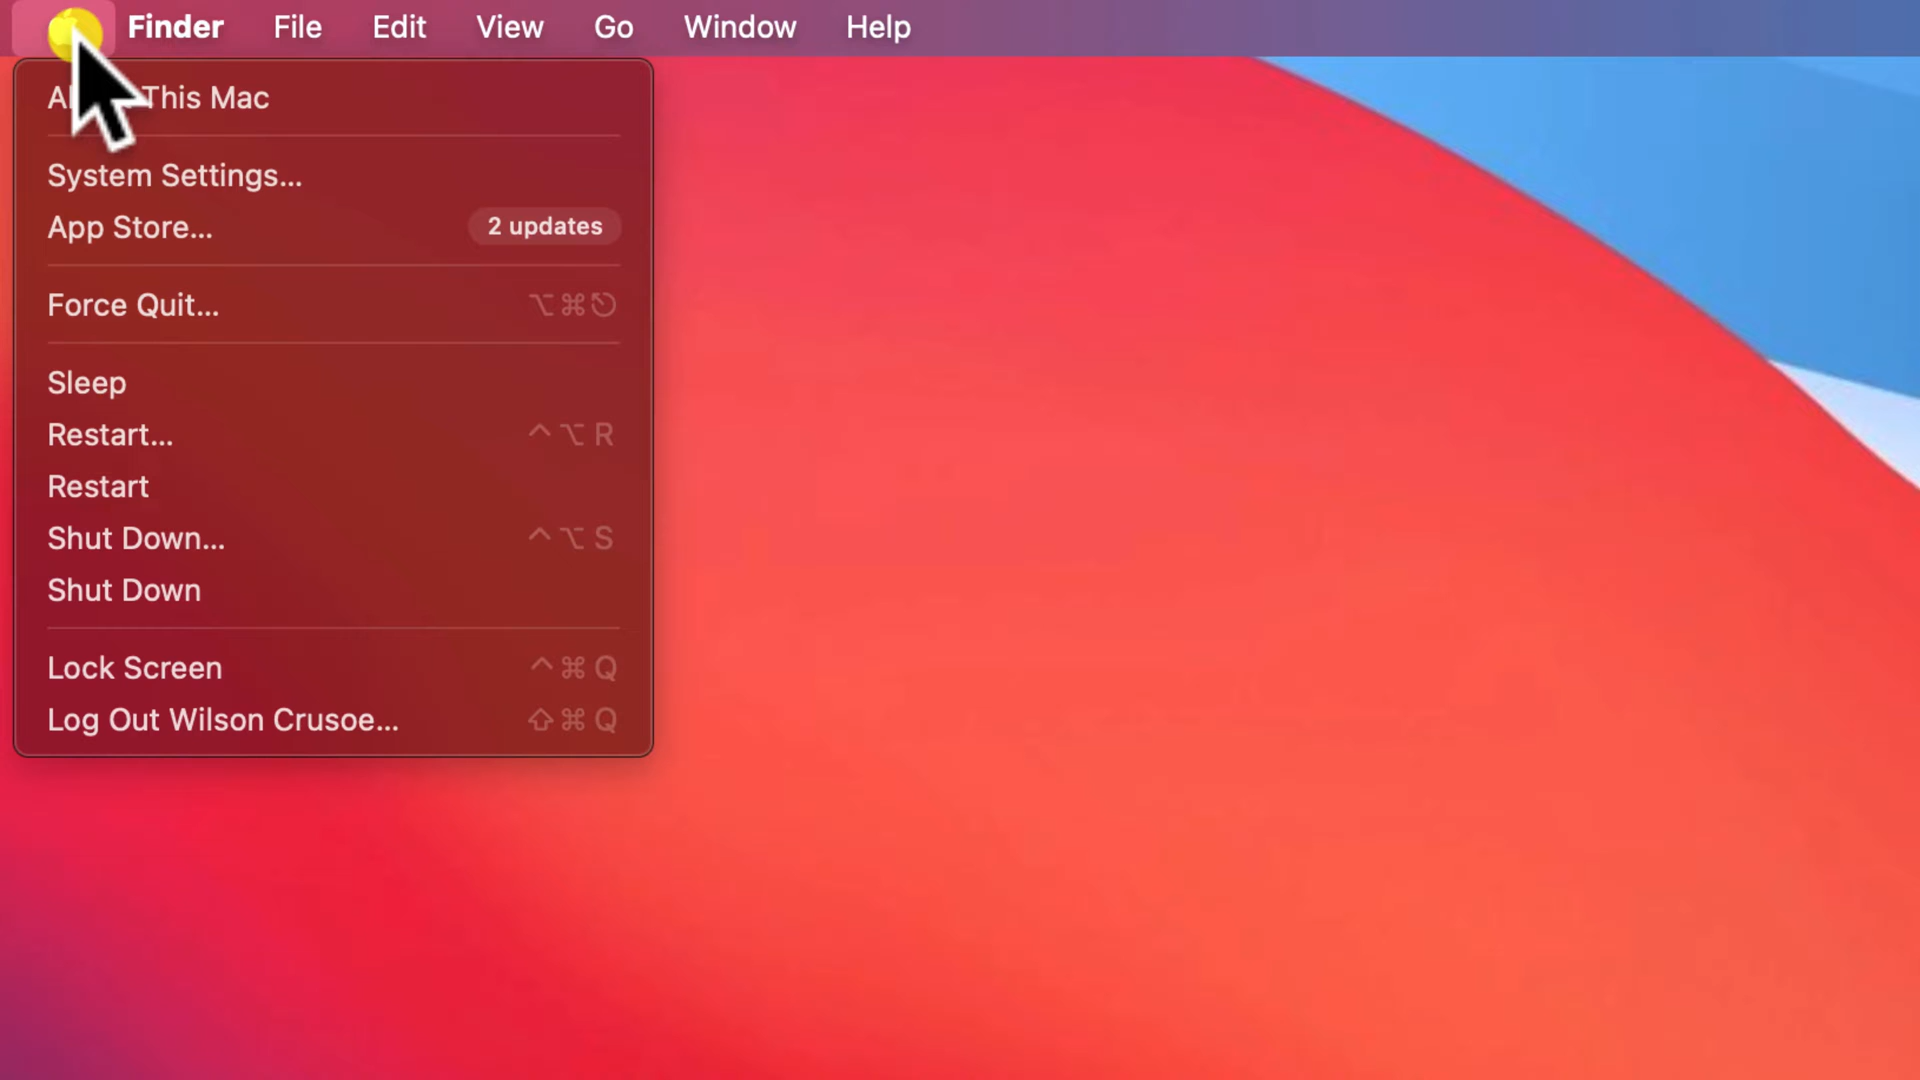 Finder File Edit View Go Window Help
This Mac
System Settings...
App Store... 2 updates
Force Quit... ⌥⌘⎋
Sleep
Restart... ^⌥R
Restart
Shut Down... ^⌥S
Shut Down
Lock Screen ^⌘Q
Log Out Wilson Crusoe... ⇧⌘Q